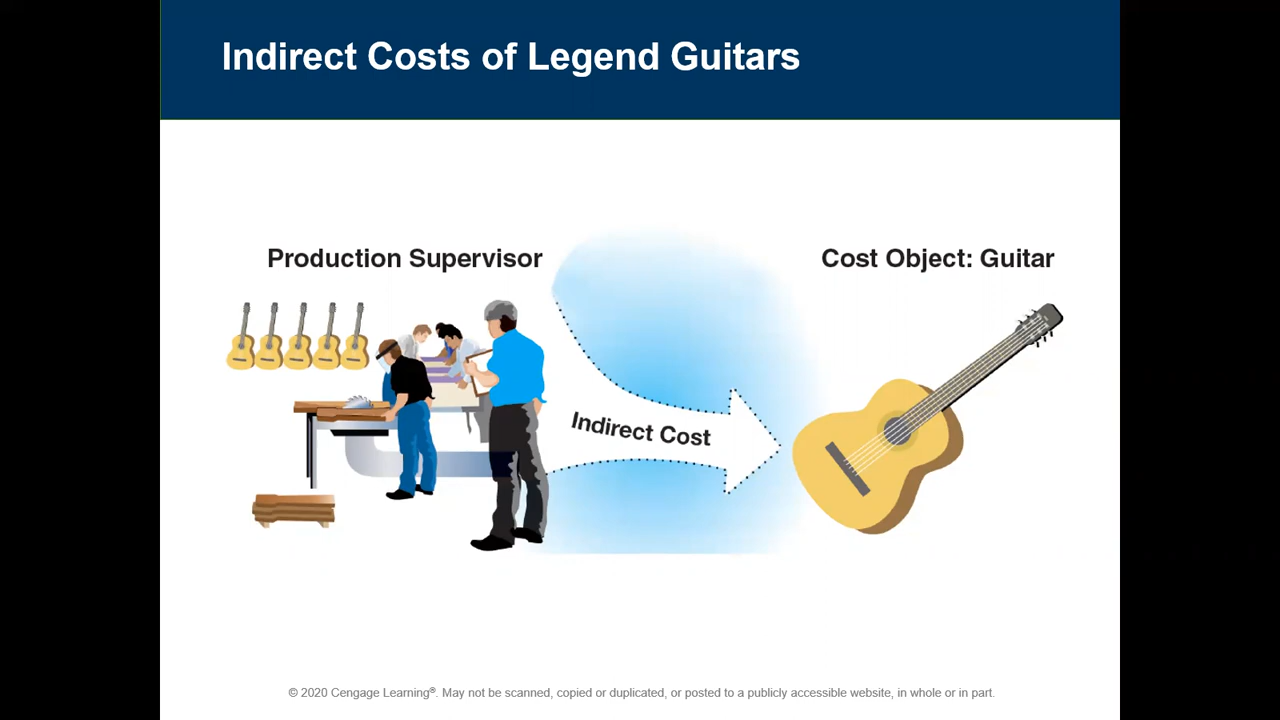 Indirect Costs of Legend Guitars
Production Supervisor
Cost Object: Guitar
Indirect Cost
© 2020 Cengage Learning®. May not be scanned, copied or duplicated, or posted to a publicly accessible website, in whole or in part.